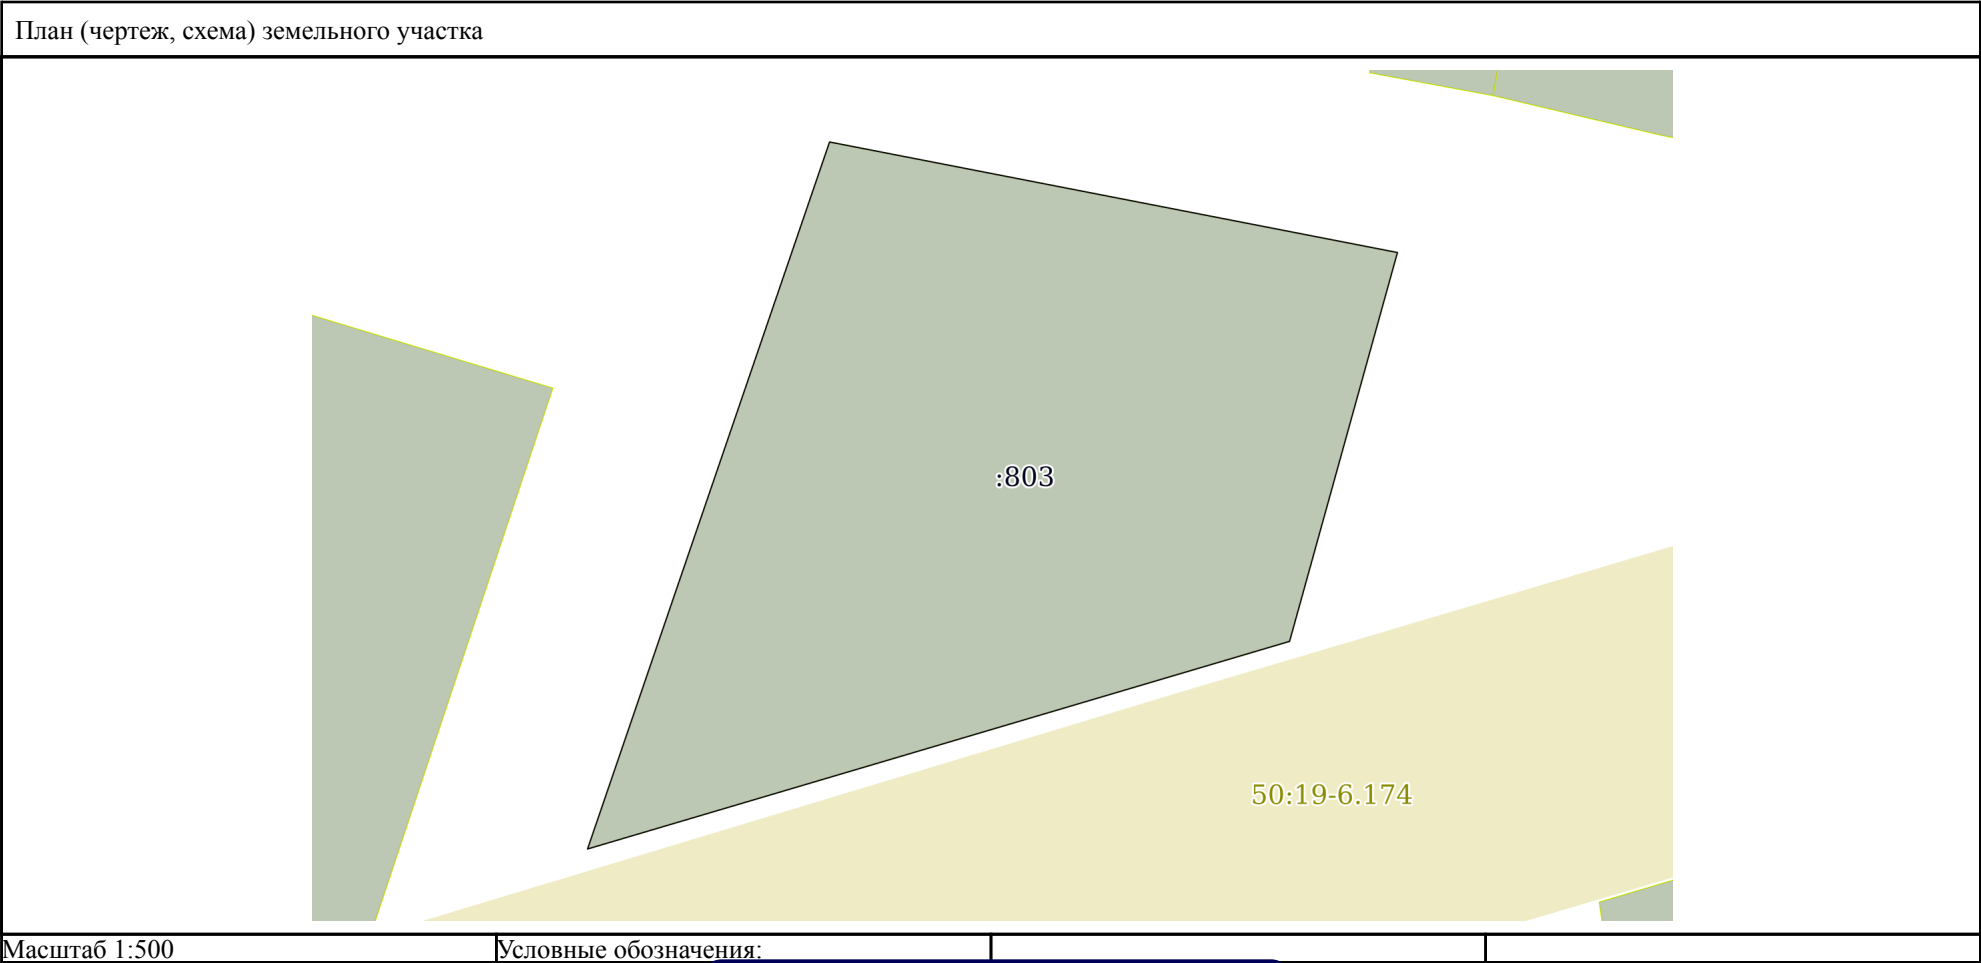 План (чертеж, схема) земельного участка
:803
50:19-6.174
Масштаб 1:500
Условные обозначения: